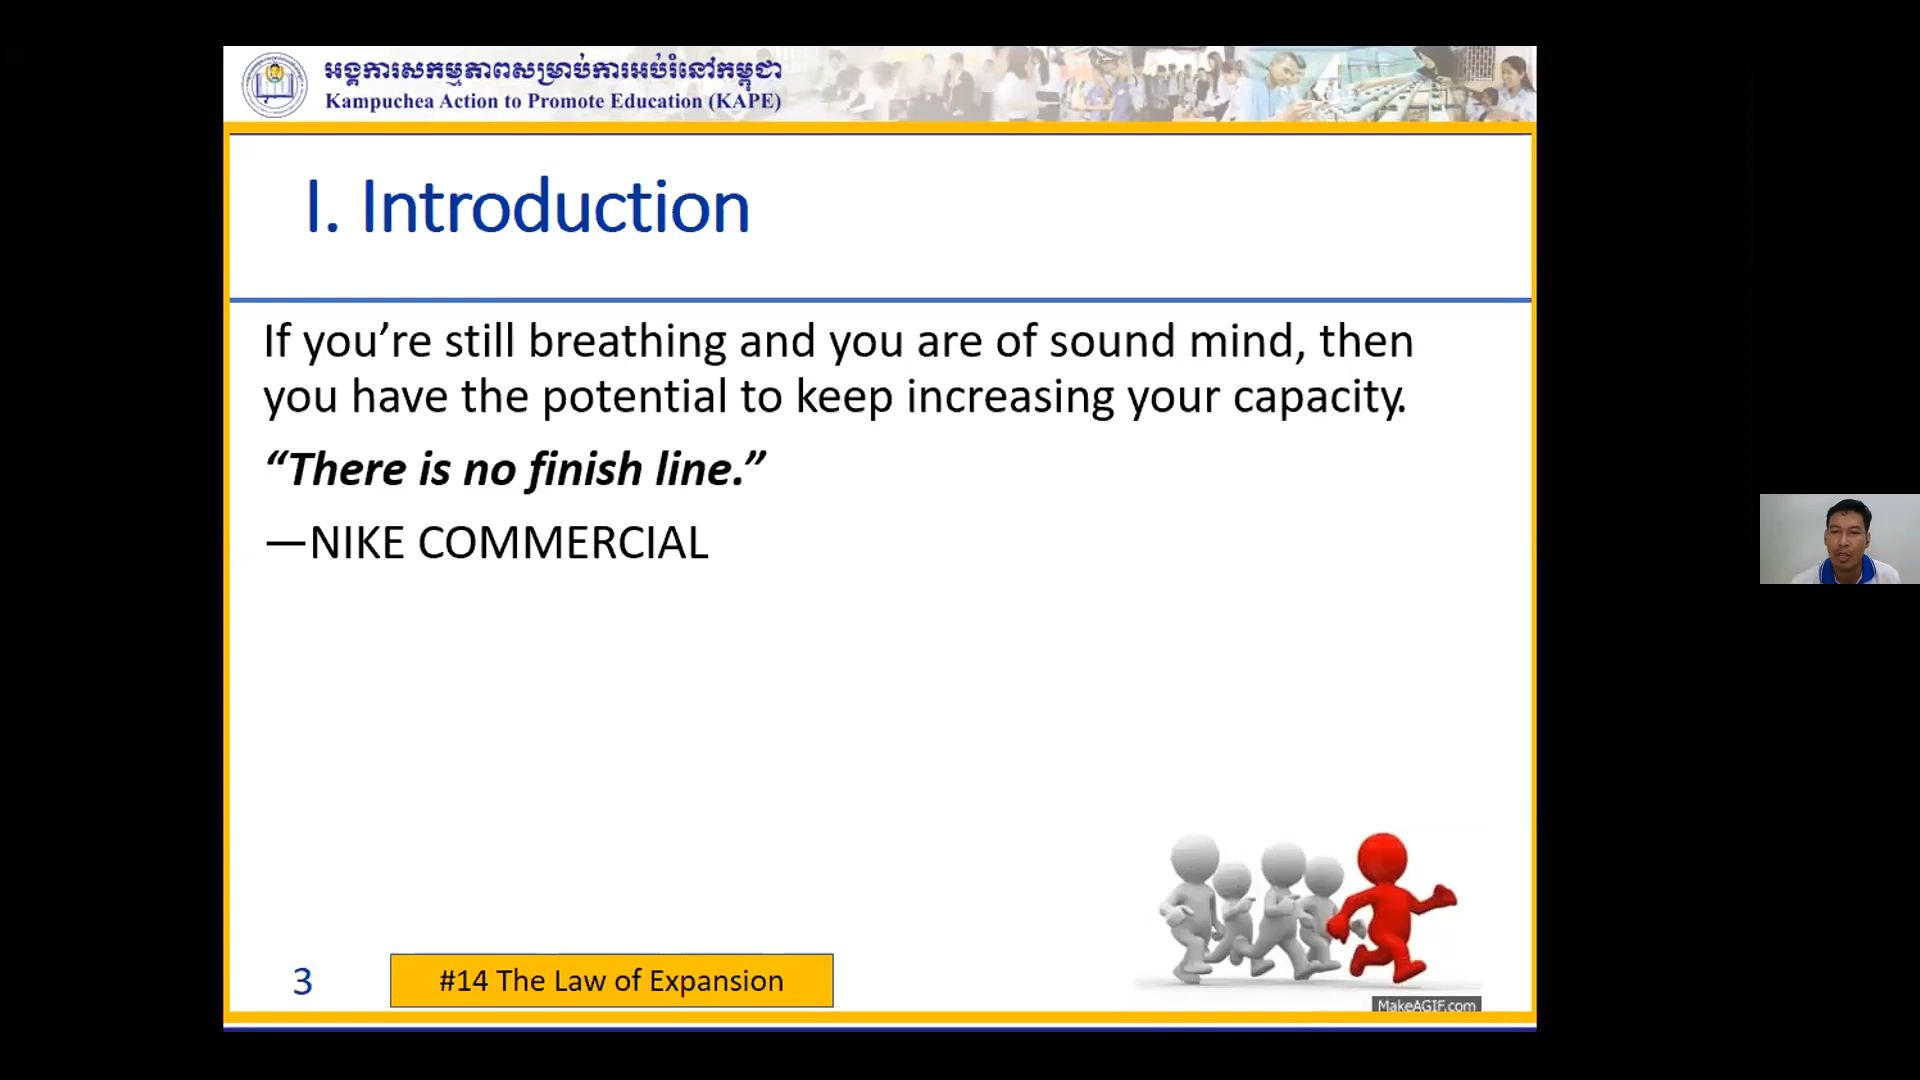 អង្គការសកម្មភាពសម្រាប់ការអប់រំនៅកម្ពុជា
Kampuchea Action to Promote Education (KAPE)
I. Introduction
If you’re still breathing and you are of sound mind, then
you have the potential to keep increasing your capacity.
“There is no finish line.”
—NIKE COMMERCIAL
3
#14 The Law of Expansion
MakeAGIF.com